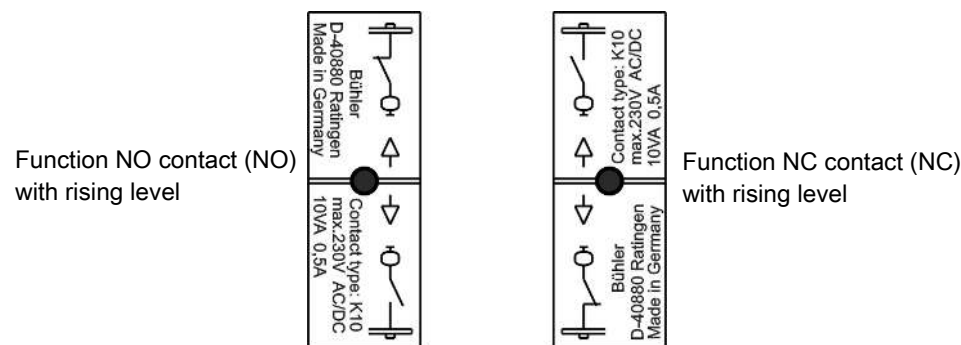 Function NO contact (NO)
with rising level
Bühler
D-40880 Ratingen
Made in Germany
Contact type: K10
max.230V AC/DC
10VA 0,5A
Contact type: K10
max.230V AC/DC
10VA 0,5A
Bühler
D-40880 Ratingen
Made in Germany
Function NC contact (NC)
with rising level